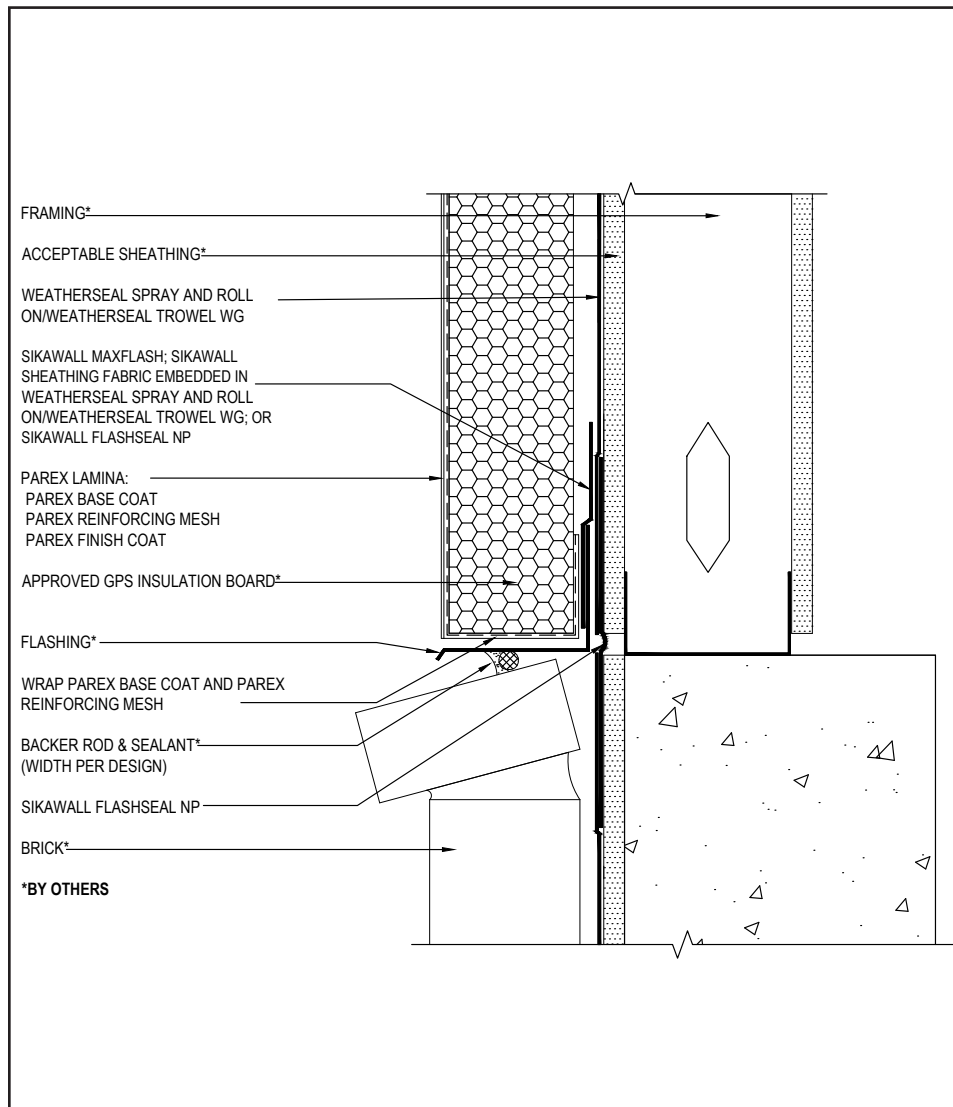 FRAMING*
ACCEPTABLE SHEATHING*
WEATHERSEAL SPRAY AND ROLL
ON/WEATHERSEAL TROWEL WG
SIKAWALL MAXFLASH; SIKAWALL
SHEATHING FABRIC EMBEDDED IN
WEATHERSEAL SPRAY AND ROLL
ON/WEATHERSEAL TROWEL WG; OR
SIKAWALL FLASHSEAL NP
PAREX LAMINA:
PAREX BASE COAT
PAREX REINFORCING MESH
PAREX FINISH COAT
APPROVED GPS INSULATION BOARD*
FLASHING*
WRAP PAREX BASE COAT AND PAREX
REINFORCING MESH
BACKER ROD & SEALANT*
(WIDTH PER DESIGN)
SIKAWALL FLASHSEAL NP
BRICK*
*BY OTHERS